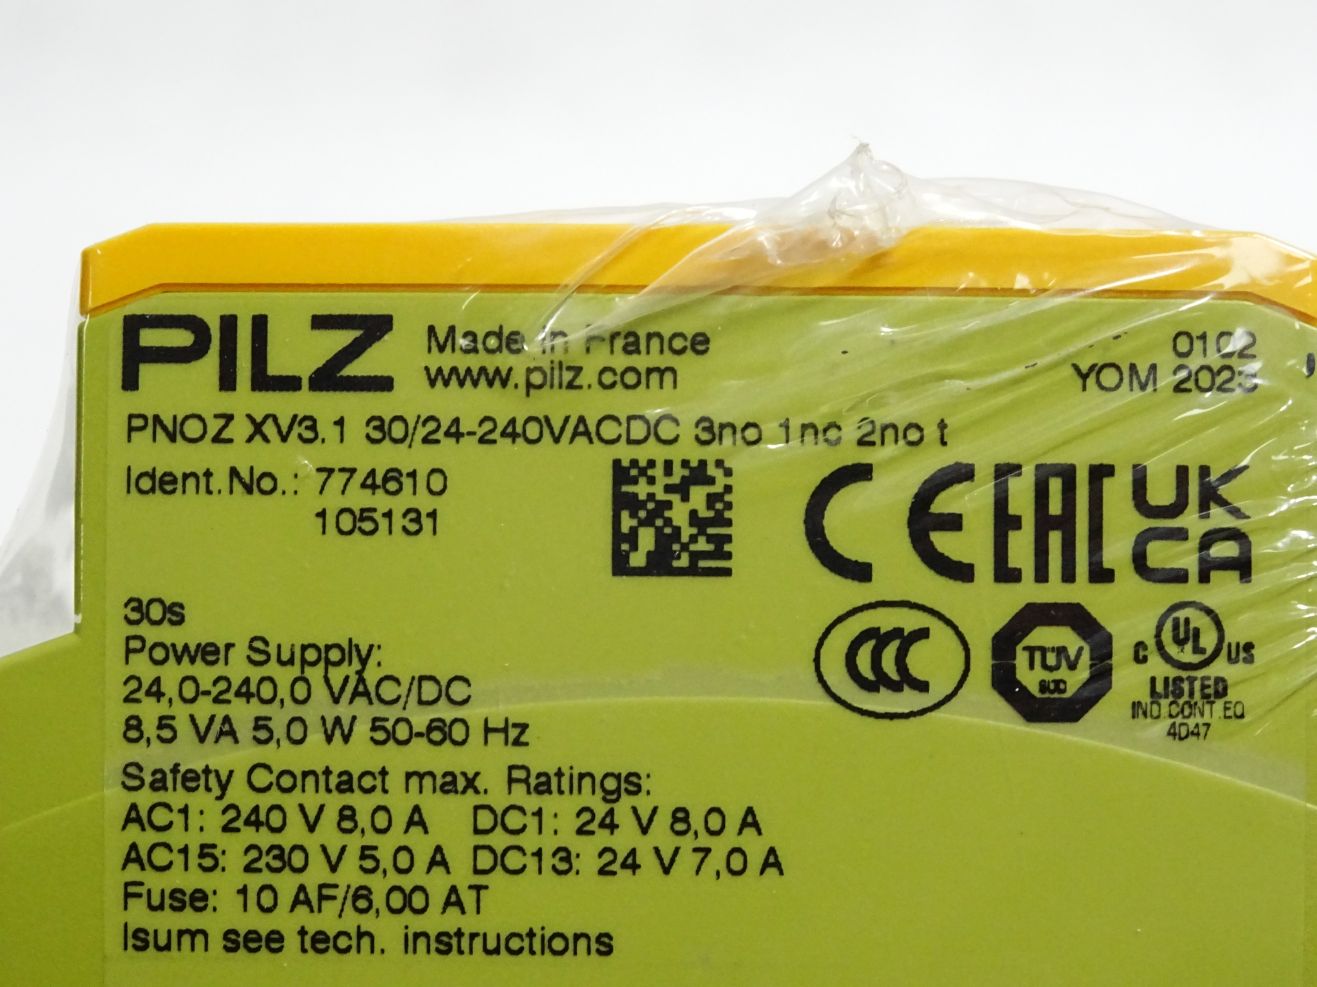 PILZ
Made in France
www.pilz.com
0102
YOM 2023
PNOZ XV3.1 30/24-240VACDC 3no 1nc 2no t
Ident.No.: 774610
105131
CE EAC UK CA
30s
Power Supply:
24,0-240,0 VAC/DC
8,5 VA 5,0 W 50-60 Hz
CCC
TÜV
SÜD
C UL US
LISTED
IND.CONT.EQ
4D47
Safety Contact max. Ratings:
AC1: 240 V 8,0 A DC1: 24 V 8,0 A
AC15: 230 V 5,0 A DC13: 24 V 7,0 A
Fuse: 10 AF/6,00 AT
Isum see tech. instructions